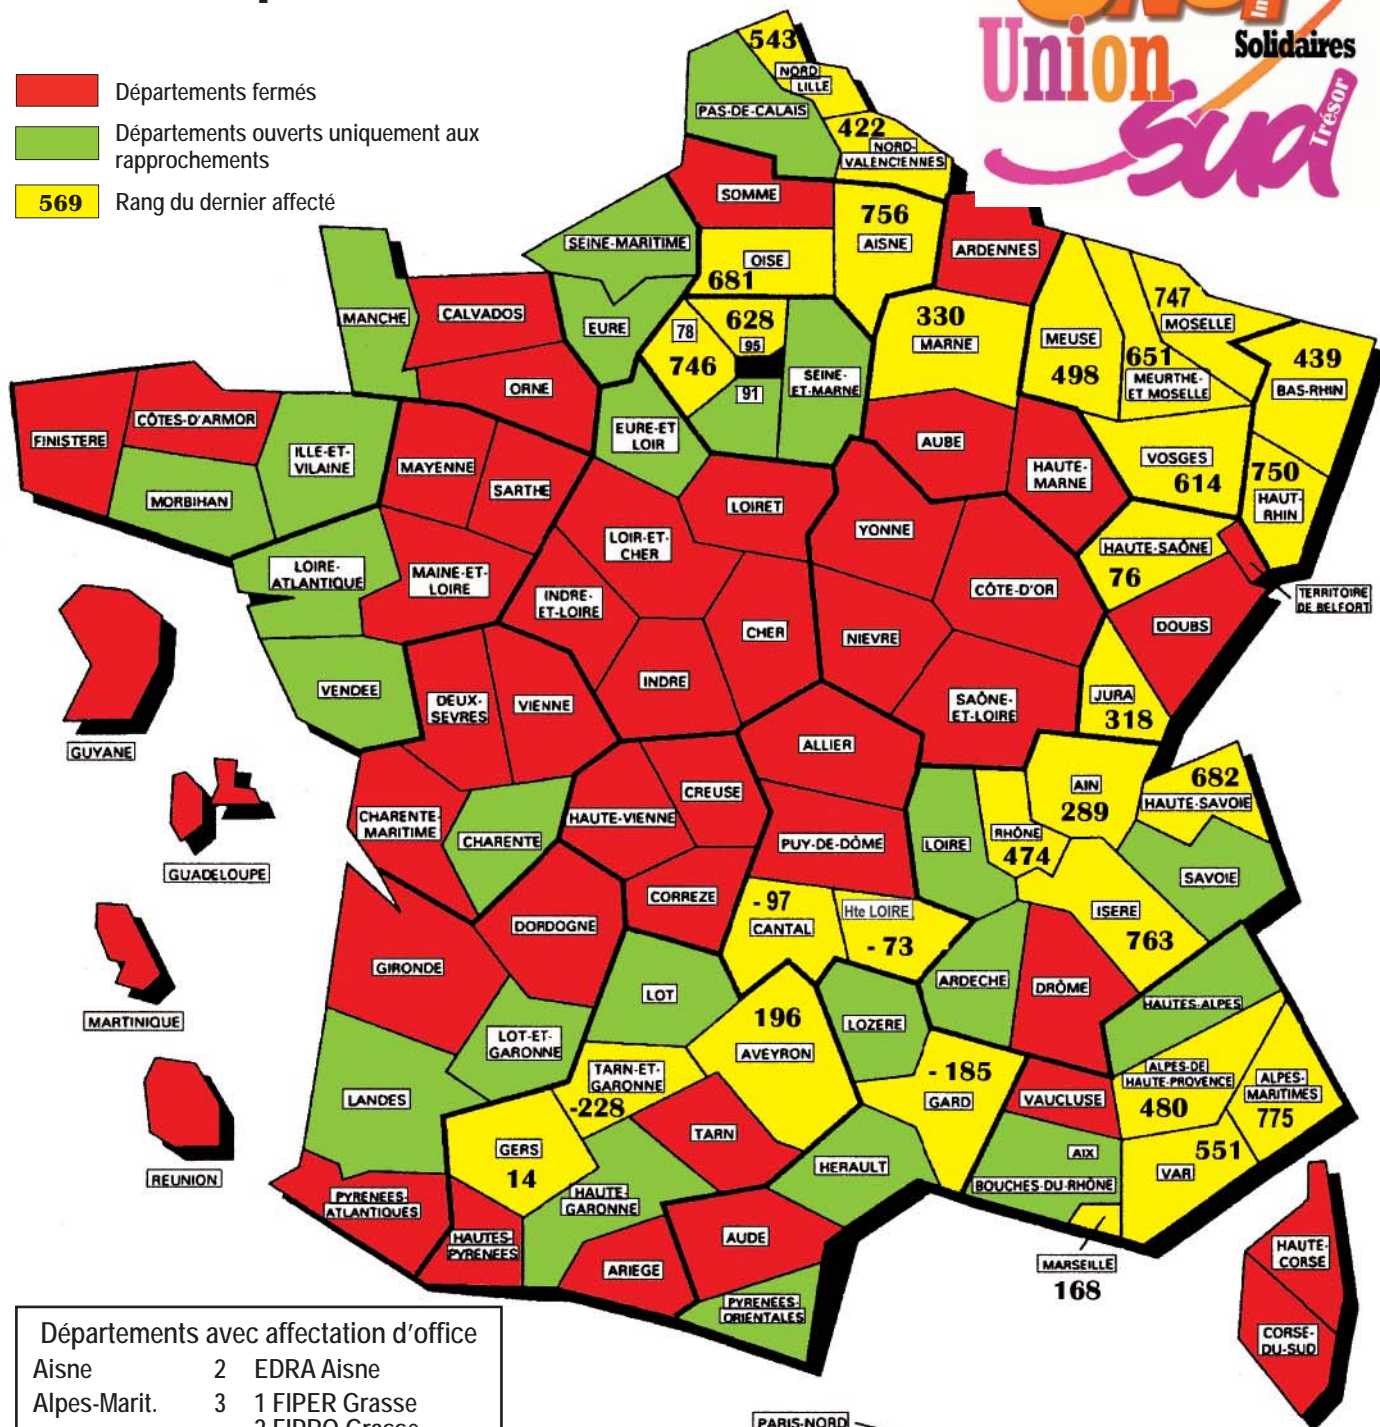 Union
Solidaires
Sud
Trésor
Départements fermés
Départements ouverts uniquement aux
rapprochements
569 Rang du dernier affecté
543
NORD
LILLE
PAS-DE-CALAIS
422
NORD-
VALENCIENNES
SOMME
756
AISNE
ARDENNES
SEINE-MARITIME
OISE
681
MANCHE
CALVADOS
EURE
78
746
628
95
91
SEINE-
ET-MARNE
330
MARNE
MEUSE
498
747
MOSELLE
651
MEURTHE-
ET MOSELLE
439
BAS-RHIN
ORNE
FINISTERE
CÔTES-D'ARMOR
ILLE-ET-
VILAINE
MORBIHAN
MAYENNE
SARTHE
EURE-ET
LOIR
AUBE
HAUTE-
MARNE
VOSGES
614
750
HAUT-
RHIN
LOIRET
YONNE
LOIR-ET-
CHER
HAUTE-SAÔNE
76
TERRITOIRE
DE BELFORT
LOIRE-
ATLANTIQUE
MAINE-ET-
LOIRE
INDRE-
ET-LOIRE
CHER
NIEVRE
CÔTE-D'OR
DOUBS
VENDEE
DEUX-
SEVRES
VIENNE
INDRE
SAÔNE-
ET-LOIRE
JURA
318
GUYANE
ALLIER
CREUSE
HAUTE-VIENNE
CHARENTE-
MARITIME
CHARENTE
PUY-DE-DÔME
LOIRE
RHÔNE
474
AIN
289
682
HAUTE-SAVOIE
SAVOIE
GUADELOUPE
CORREZE
DORDOGNE
- 97
CANTAL
Hte LOIRE
- 73
ISERE
763
GIRONDE
LOT
ARDECHE
DRÔME
HAUTES-ALPES
MARTINIQUE
LOT-ET-
GARONNE
196
AVEYRON
LOZERE
TARN-ET-
GARONNE
-228
- 185
GARD
VAUCLUSE
ALPES-DE
HAUTE-PROVENCE
480
ALPES-
MARITIMES
775
LANDES
TARN
GERS
14
HERAULT
AIX
BOUCHES-DU-RHÔNE
VAR
551
REUNION
PYRENEES-
ATLANTIQUES
HAUTES-
PYRENEES
HAUTE-
GARONNE
ARIEGE
AUDE
PYRENEES-
ORIENTALES
MARSEILLE
168
HAUTE-
CORSE
CORSE-
DU-SUD
Départements avec affectation d'office
Aisne 2 EDRA Aisne
Alpes-Marit. 3 1 FIPER Grasse
2 FIPRO Grasse
PARIS-NORD